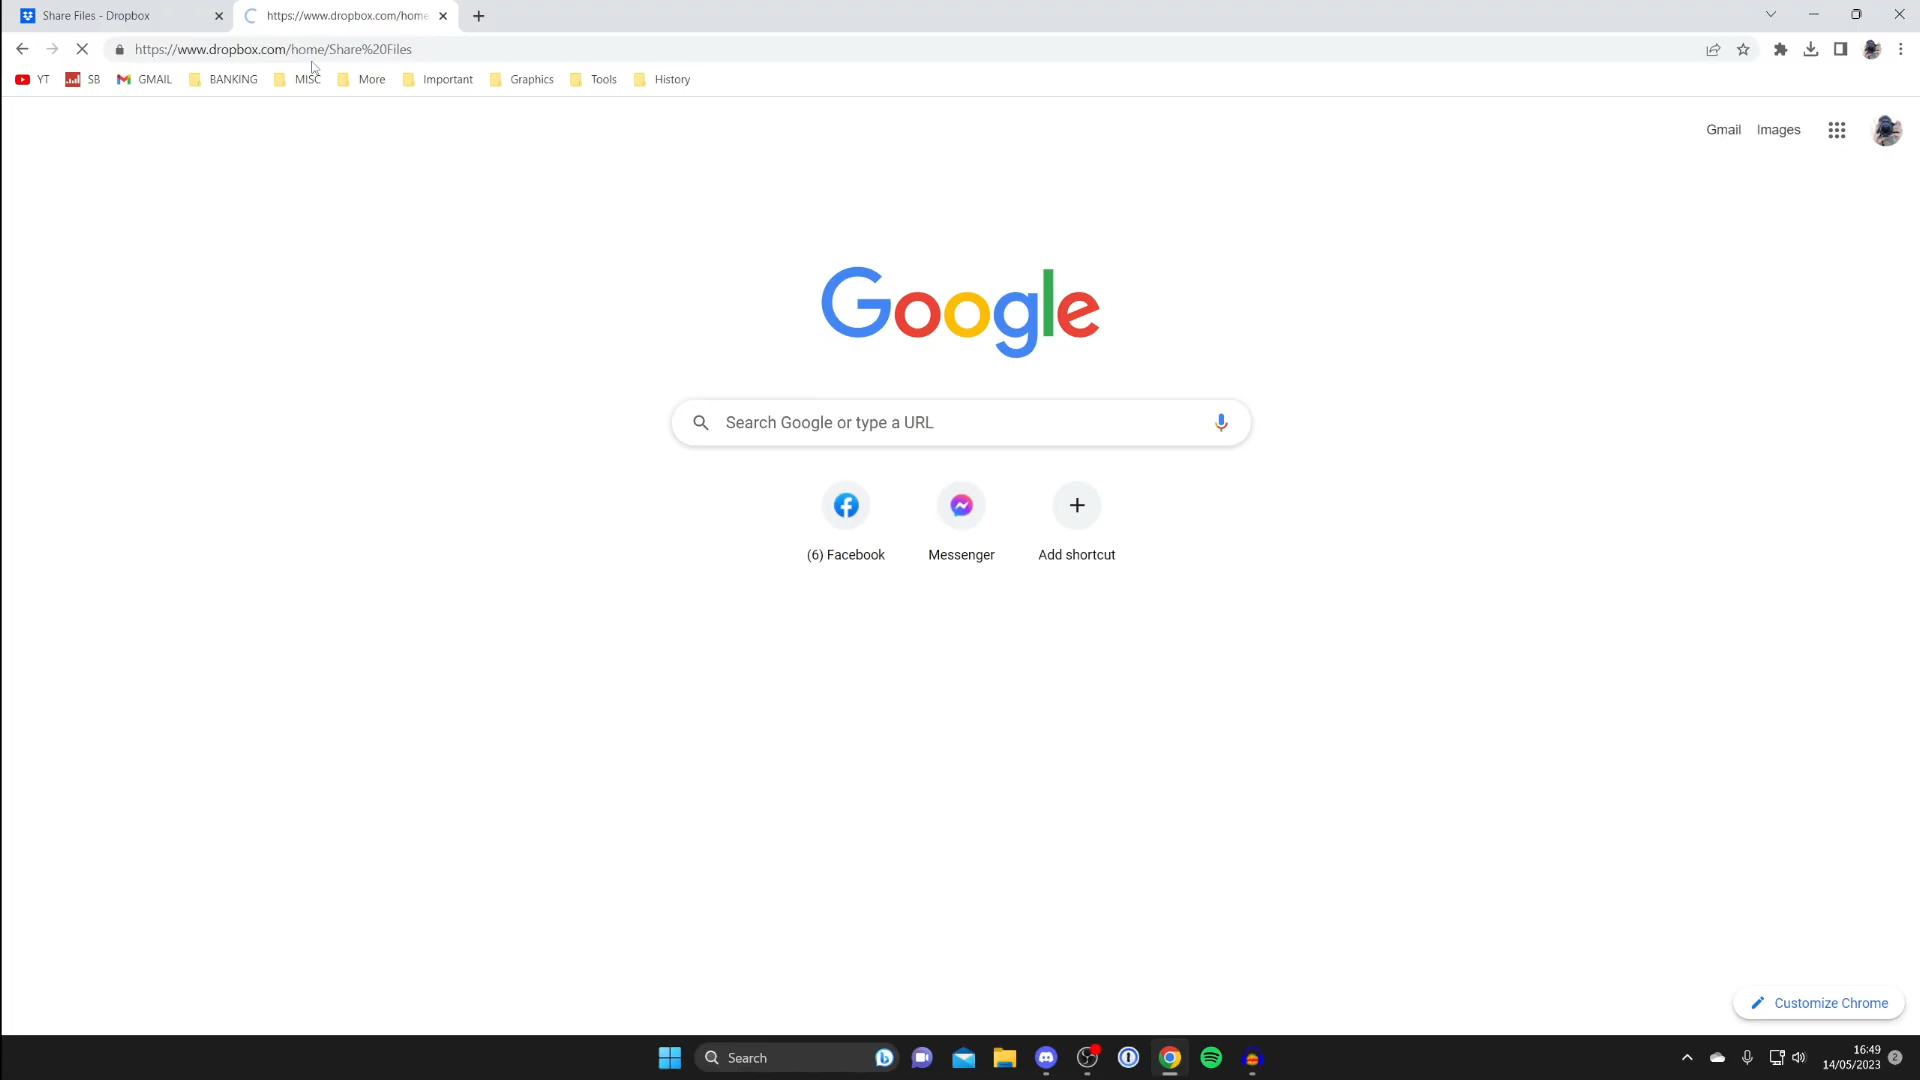 Share Files - Dropbox
https://www.dropbox.com/home
https://www.dropbox.com/home/Share%20Files
YT SB GMAIL BANKING MISC More Important Graphics Tools History
Gmail Images
Google
Search Google or type a URL
(6) Facebook Messenger Add shortcut
Customize Chrome
Search
16:49
14/05/2023
2